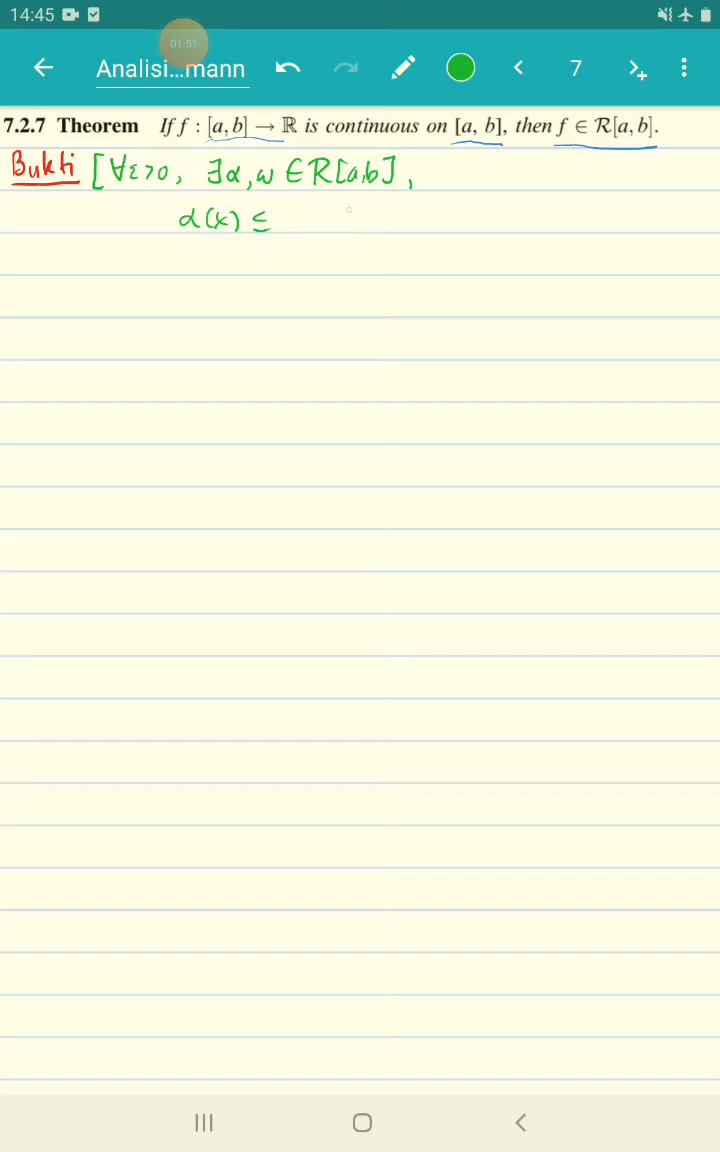 14:45
01:51
Analisi...mann
7
7.2.7 Theorem If f : [a, b] → ℝ is continuous on [a, b], then f ∈ ℛ[a, b].
Bukti [∀ε>0, ∃α, ω ∈ ℛ[a,b],
α(x) ≤